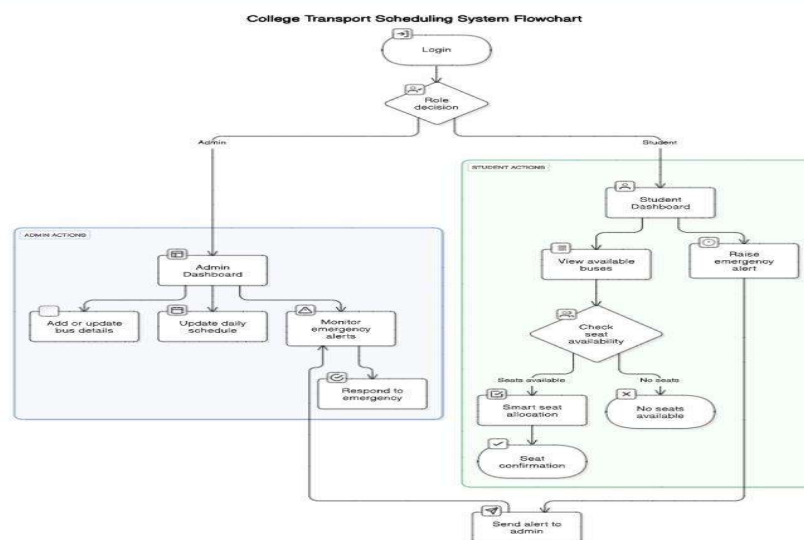 College Transport Scheduling System Flowchart
Login
Role
decision
Admin
Student
STUDENT ACTIONS
Student
Dashboard
ADMIN ACTIONS
Admin
Dashboard
View available
buses
Raise
emergency
alert
Add or update
bus details
Update daily
schedule
Monitor
emergency
alerts
Check
seat
availability
Respond to
emergency
Seats available
No seats
Smart seat
allocation
No seats
available
Seat
confirmation
Send alert to
admin